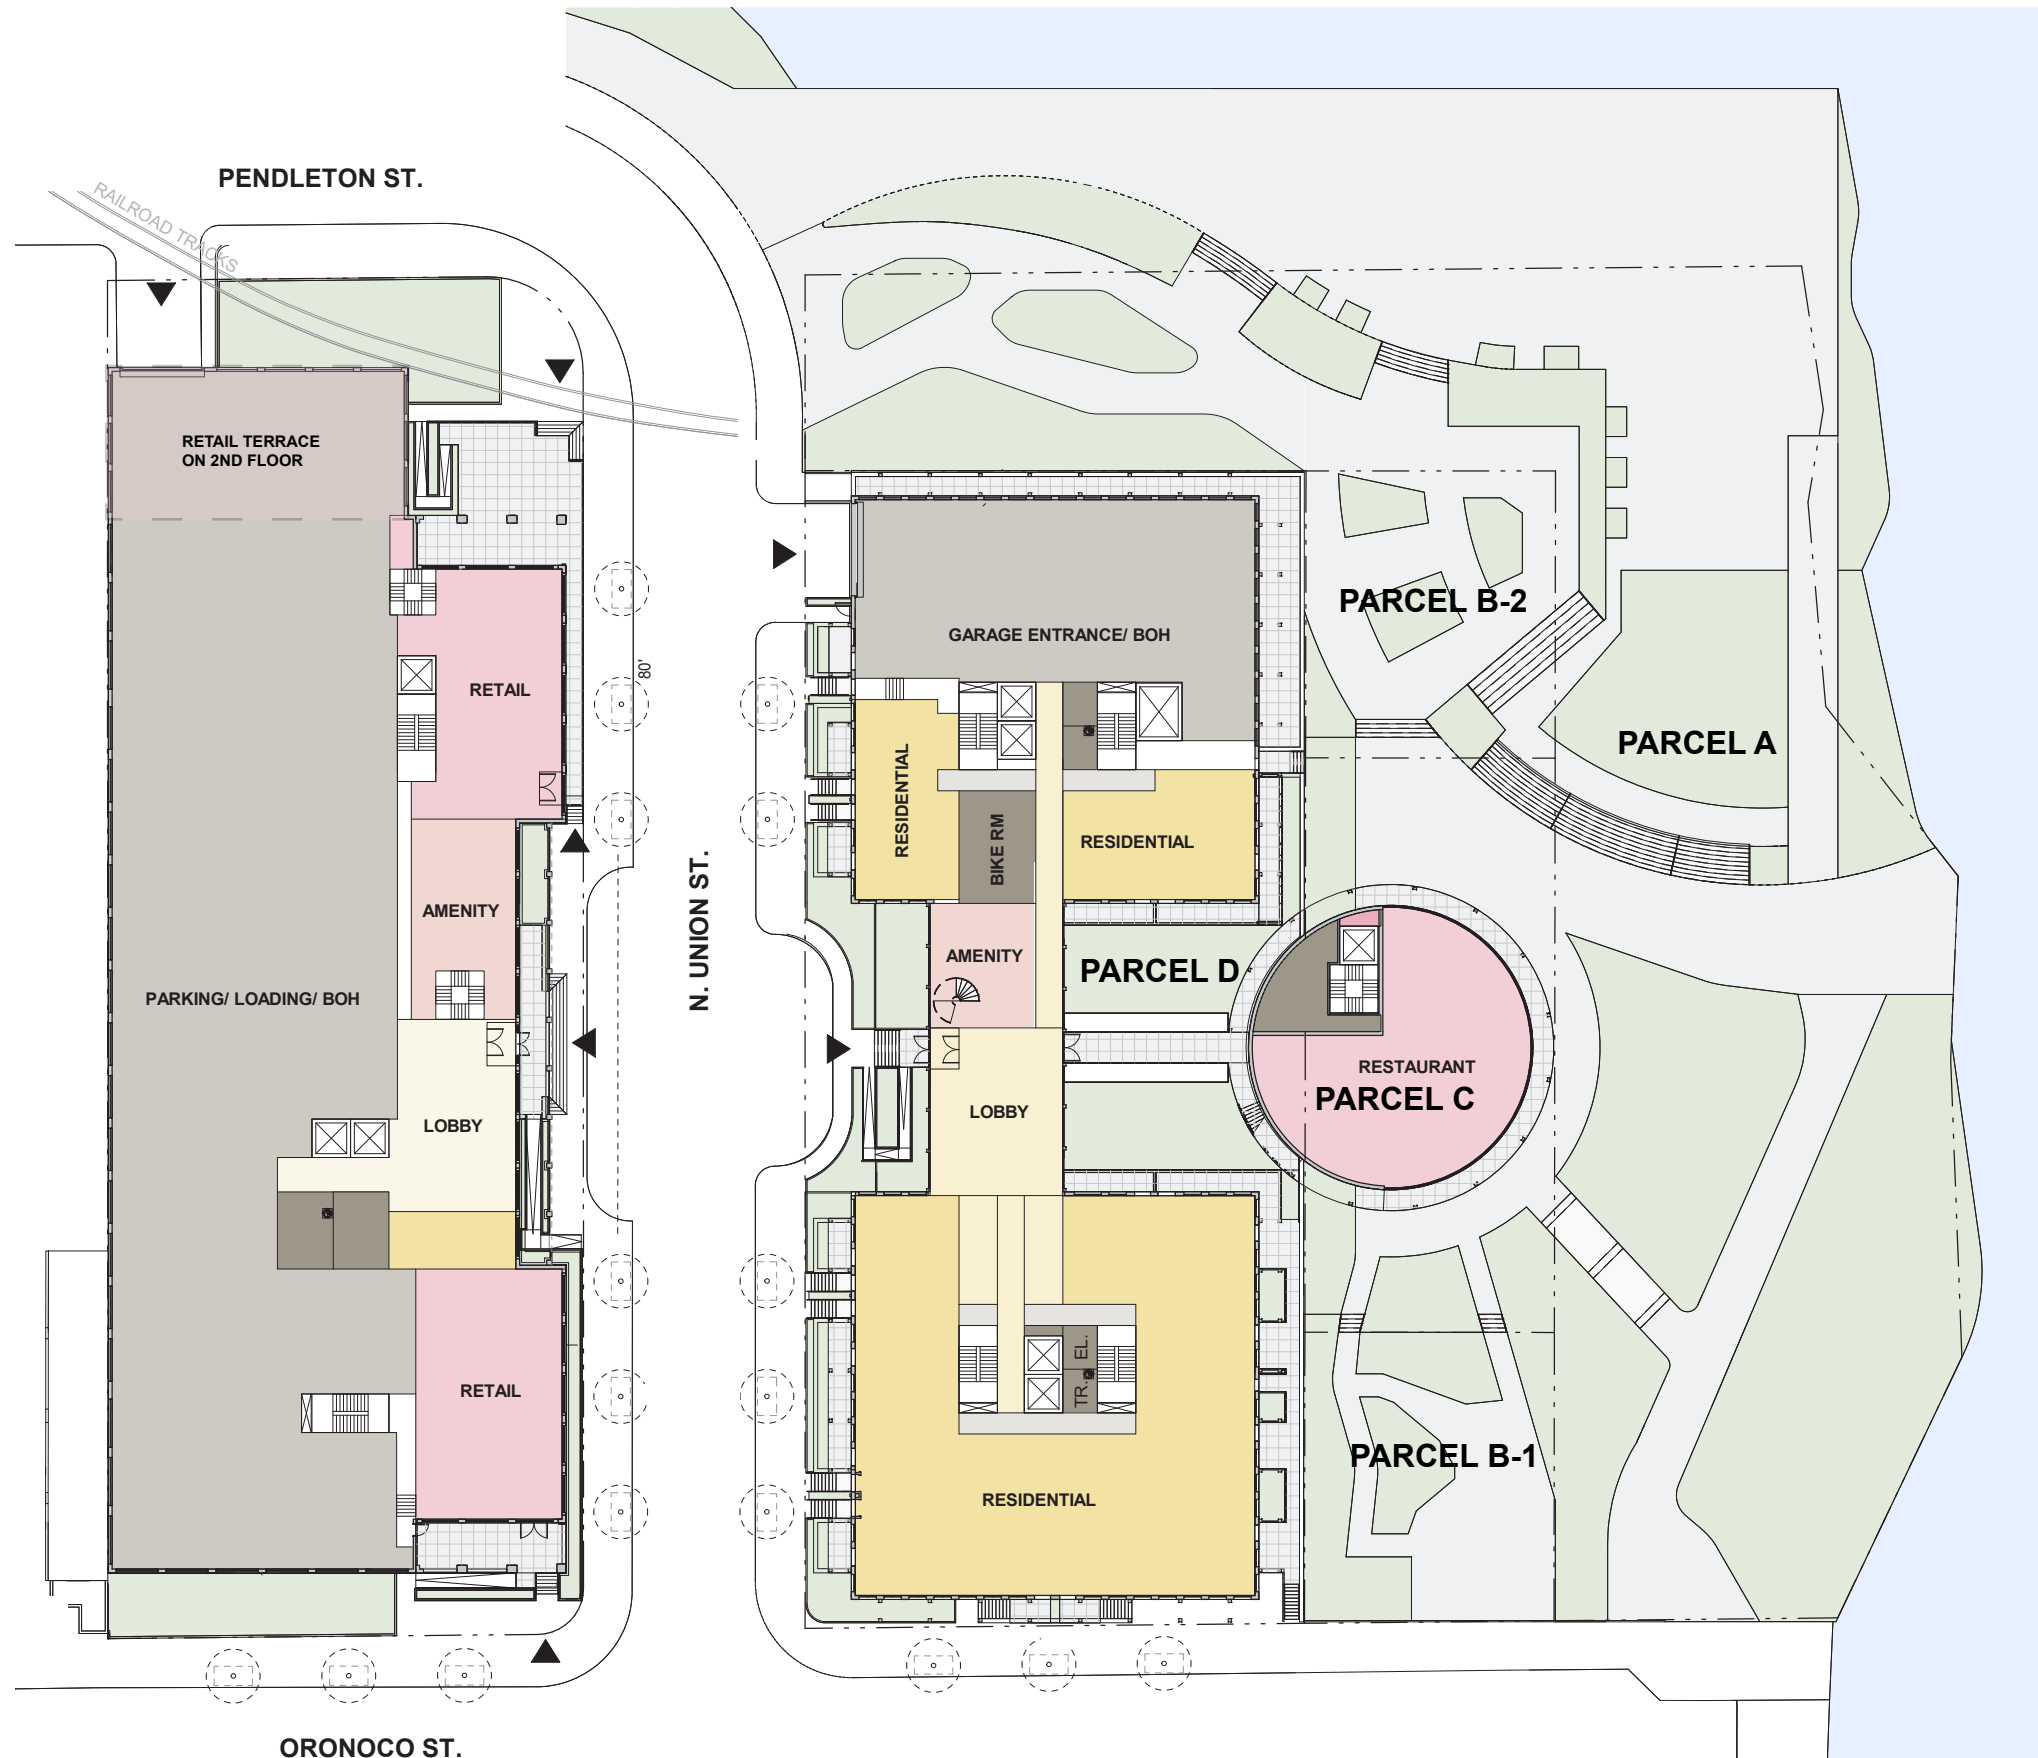 PENDLETON ST.
RAILROAD TRACKS
RETAIL TERRACE
ON 2ND FLOOR
PARCEL B-2
GARAGE ENTRANCE/ BOH
80'
RETAIL
PARCEL A
RESIDENTIAL
BIKE RM
RESIDENTIAL
N. UNION ST.
AMENITY
AMENITY
PARCEL D
PARKING/ LOADING/ BOH
RESTAURANT
PARCEL C
LOBBY
LOBBY
EL.
TR.
RETAIL
PARCEL B-1
RESIDENTIAL
ORONOCO ST.